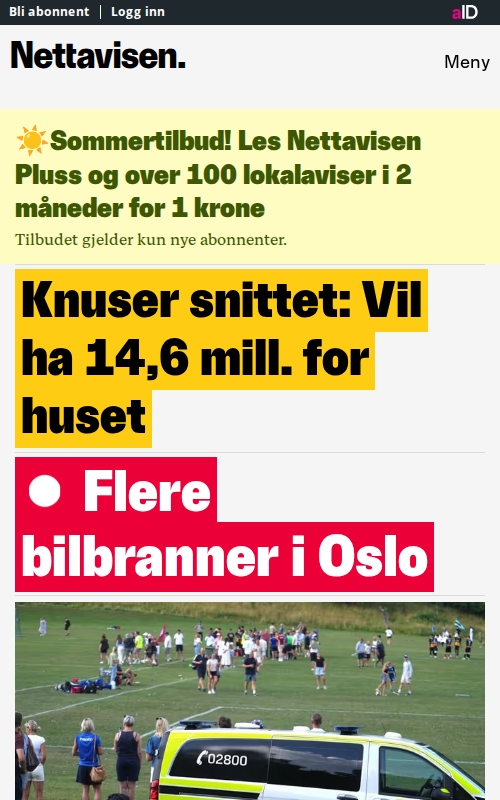 Bli abonnent
Logg inn
aID
Nettavisen.
Meny
☀️Sommertilbud! Les Nettavisen
Pluss og over 100 lokalaviser i 2
måneder for 1 krone
Tilbudet gjelder kun nye abonnenter.
Knuser snittet: Vil
ha 14,6 mill. for
huset
Flere
bilbranner i Oslo
02800